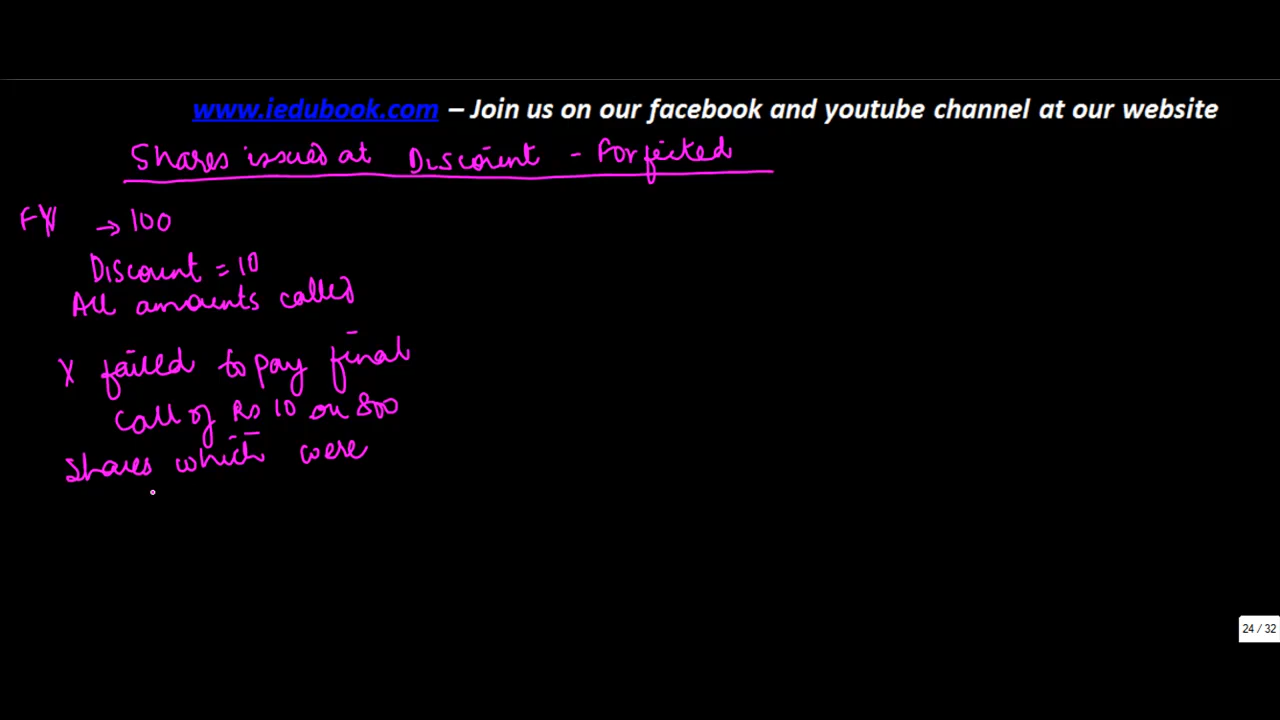 www.iedubook.com – Join us on our facebook and youtube channel at our website
Shares issued at Discount - Forfeited
FV → 100
Discount = 10
All amounts called
X failed to pay final
call of Rs 10 on 800
shares which were
24 / 32